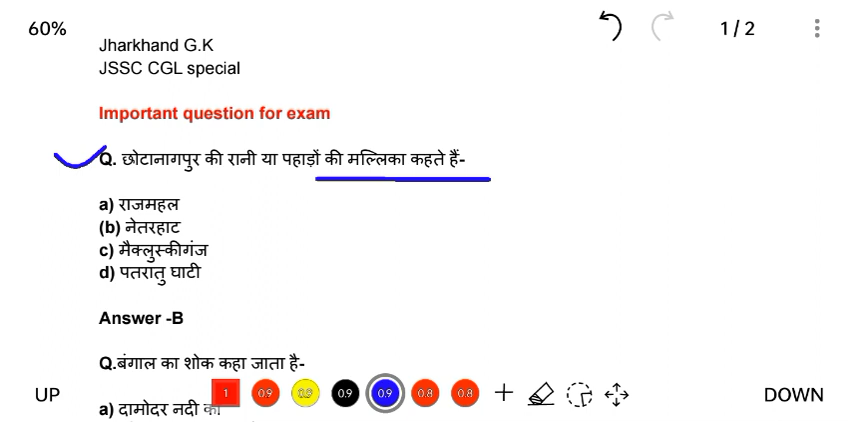 60%
1/2
Jharkhand G.K
JSSC CGL special
Important question for exam
Q. छोटानागपुर की रानी या पहाड़ों की मल्लिका कहते हैं-
a) राजमहल
(b) नेतरहाट
c) मैक्लुस्कीगंज
d) पतरातु घाटी
Answer -B
Q.बंगाल का शोक कहा जाता है-
UP
1 0.9 0.9 0.9 0.9 0.8 0.8
DOWN
a) दामोदर नदी को